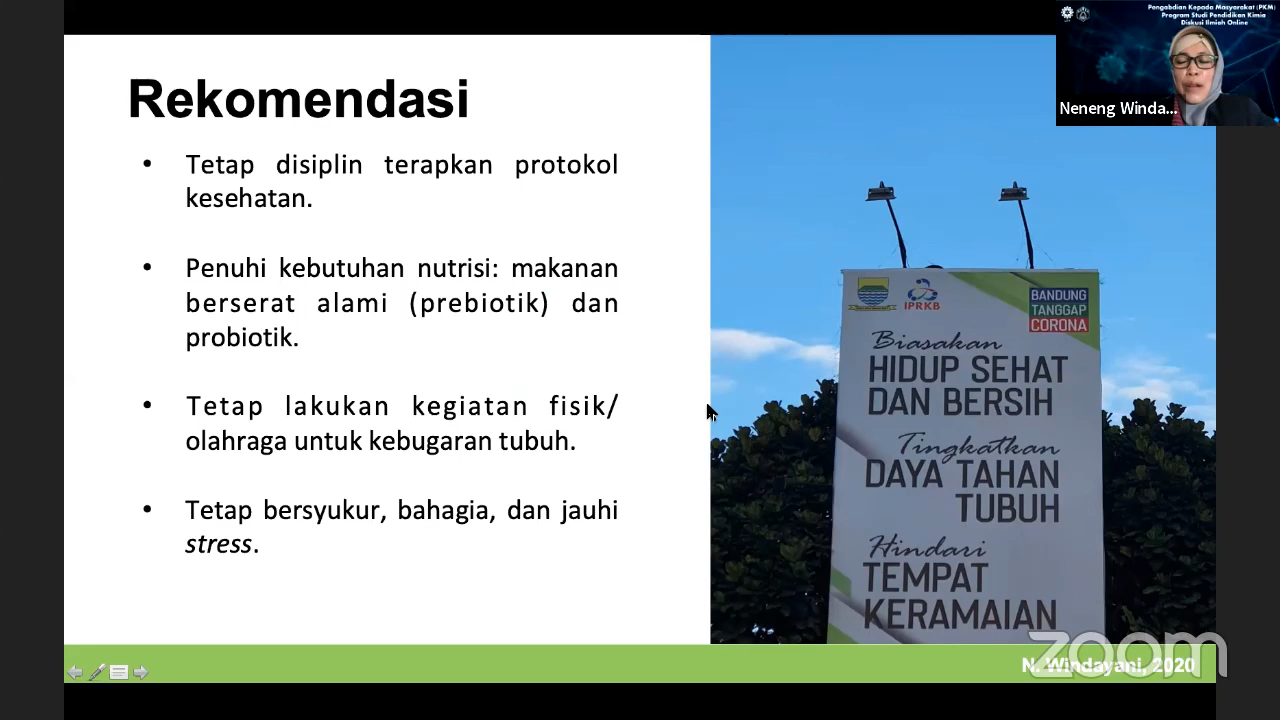 Rekomendasi
• Tetap disiplin terapkan protokol
kesehatan.
• Penuhi kebutuhan nutrisi: makanan
berserat alami (prebiotik) dan
probiotik.
• Tetap lakukan kegiatan fisik/
olahraga untuk kebugaran tubuh.
• Tetap bersyukur, bahagia, dan jauhi
stress.
IPRKB
BANDUNG
TANGGAP
CORONA
Biasakan
HIDUP SEHAT
DAN BERSIH
Tingkatkan
DAYA TAHAN
TUBUH
Hindari
TEMPAT
KERAMAIAN
Pengabdian Kepada Masyarakat (PKM)
Program Studi Pendidikan Kimia
Diskusi Ilmiah Online
Neneng Winda...
N. Windayani, 2020
zoom